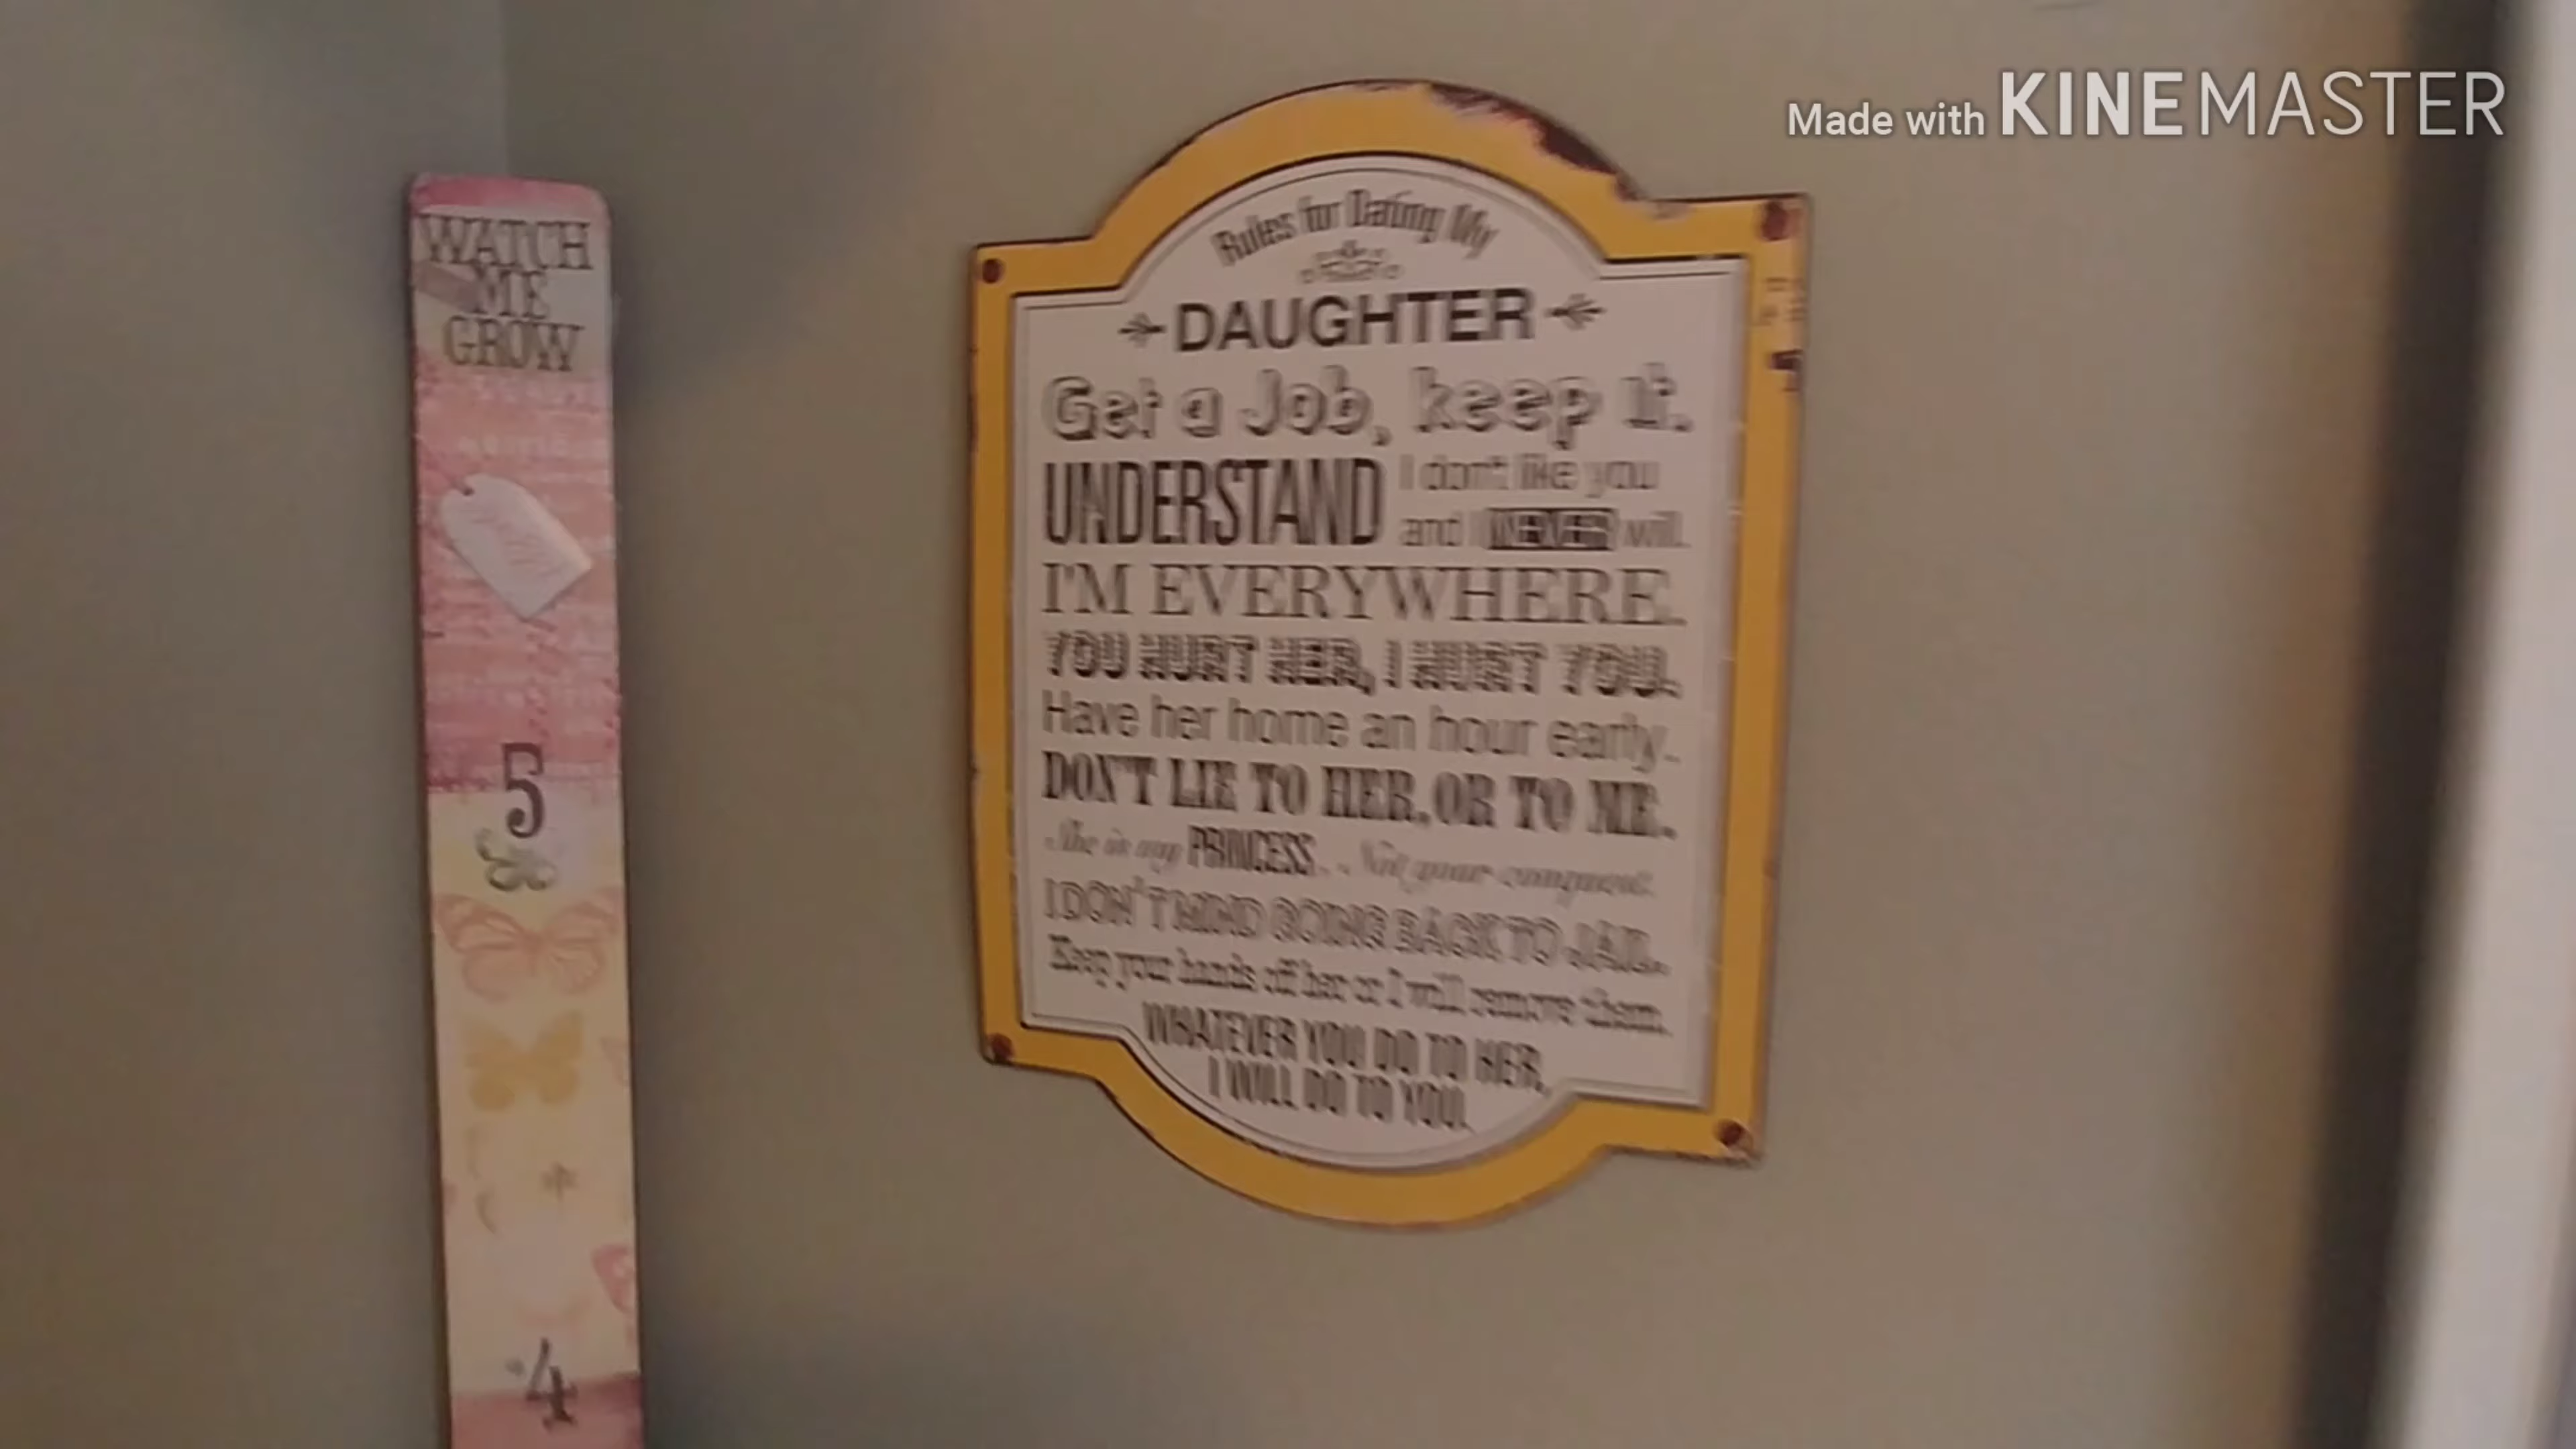 Made with KINEMASTER
WATCH
ME
GROW
5
4
Rules for Dating My
DAUGHTER
Get a Job, keep it.
UNDERSTAND I don't like you
and I NEVER will.
I'M EVERYWHERE.
YOU HURT HER, I HURT YOU.
Have her home an hour early.
DON'T LIE TO HER, OR TO ME.
She is my PRINCESS... Not your conquest.
I DON'T MIND GOING BACK TO JAIL.
Keep your hands off her or I will remove them.
WHATEVER YOU DO TO HER,
I WILL DO TO YOU.